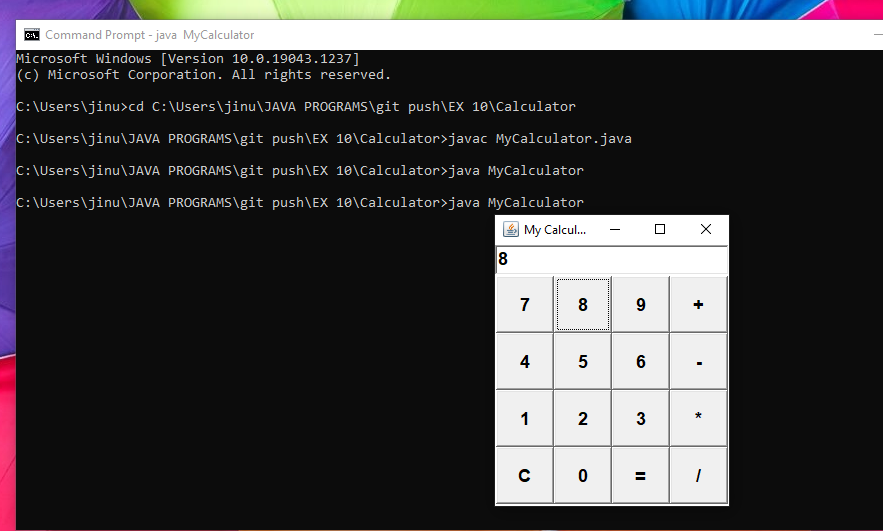 Command Prompt - java  MyCalculator
Microsoft Windows [Version 10.0.19043.1237]
(c) Microsoft Corporation. All rights reserved.
C:\Users\jinu>cd C:\Users\jinu\JAVA PROGRAMS\git push\EX 10\Calculator
C:\Users\jinu\JAVA PROGRAMS\git push\EX 10\Calculator>javac MyCalculator.java
C:\Users\jinu\JAVA PROGRAMS\git push\EX 10\Calculator>java MyCalculator
C:\Users\jinu\JAVA PROGRAMS\git push\EX 10\Calculator>java MyCalculator
My Calcul...
8
7 8 9 +
4 5 6 -
1 2 3 *
C 0 = /